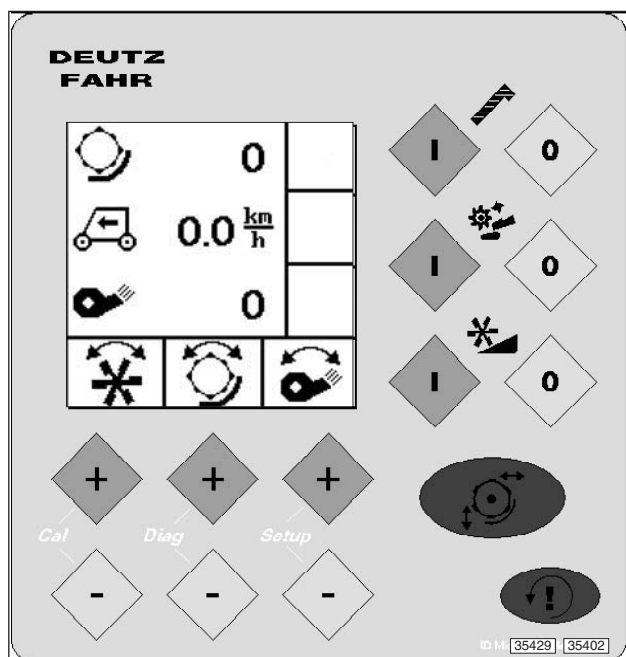 DEUTZ
FAHR
0
0.0 km/h
0
I 0
I 0
I 0
+ + +
Cal Diag Setup
- - -
!
ID M
35429 35402